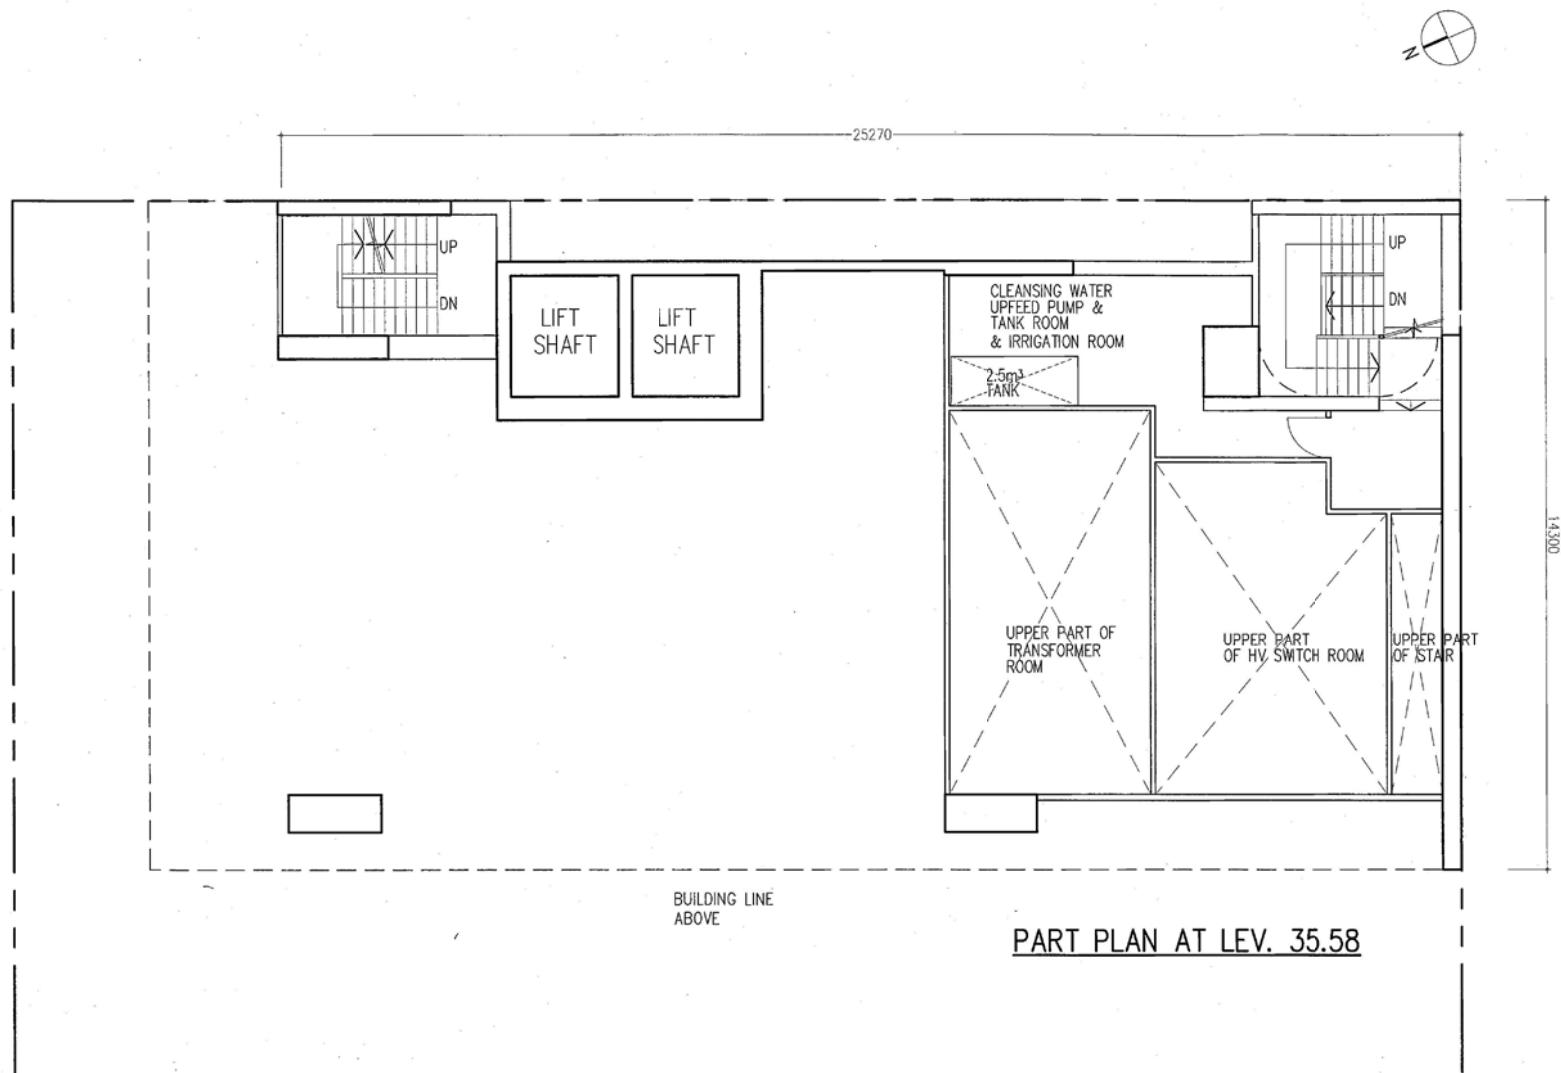 N
25270
UP
DN
LIFT
SHAFT
LIFT
SHAFT
CLEANSING WATER
UPFEED PUMP &
TANK ROOM
& IRRIGATION ROOM
2.5m³
TANK
UP
DN
14300
UPPER PART OF
TRANSFORMER
ROOM
UPPER PART
OF HV SWITCH ROOM
UPPER PART
OF STAIR
BUILDING LINE
ABOVE
PART PLAN AT LEV. 35.58